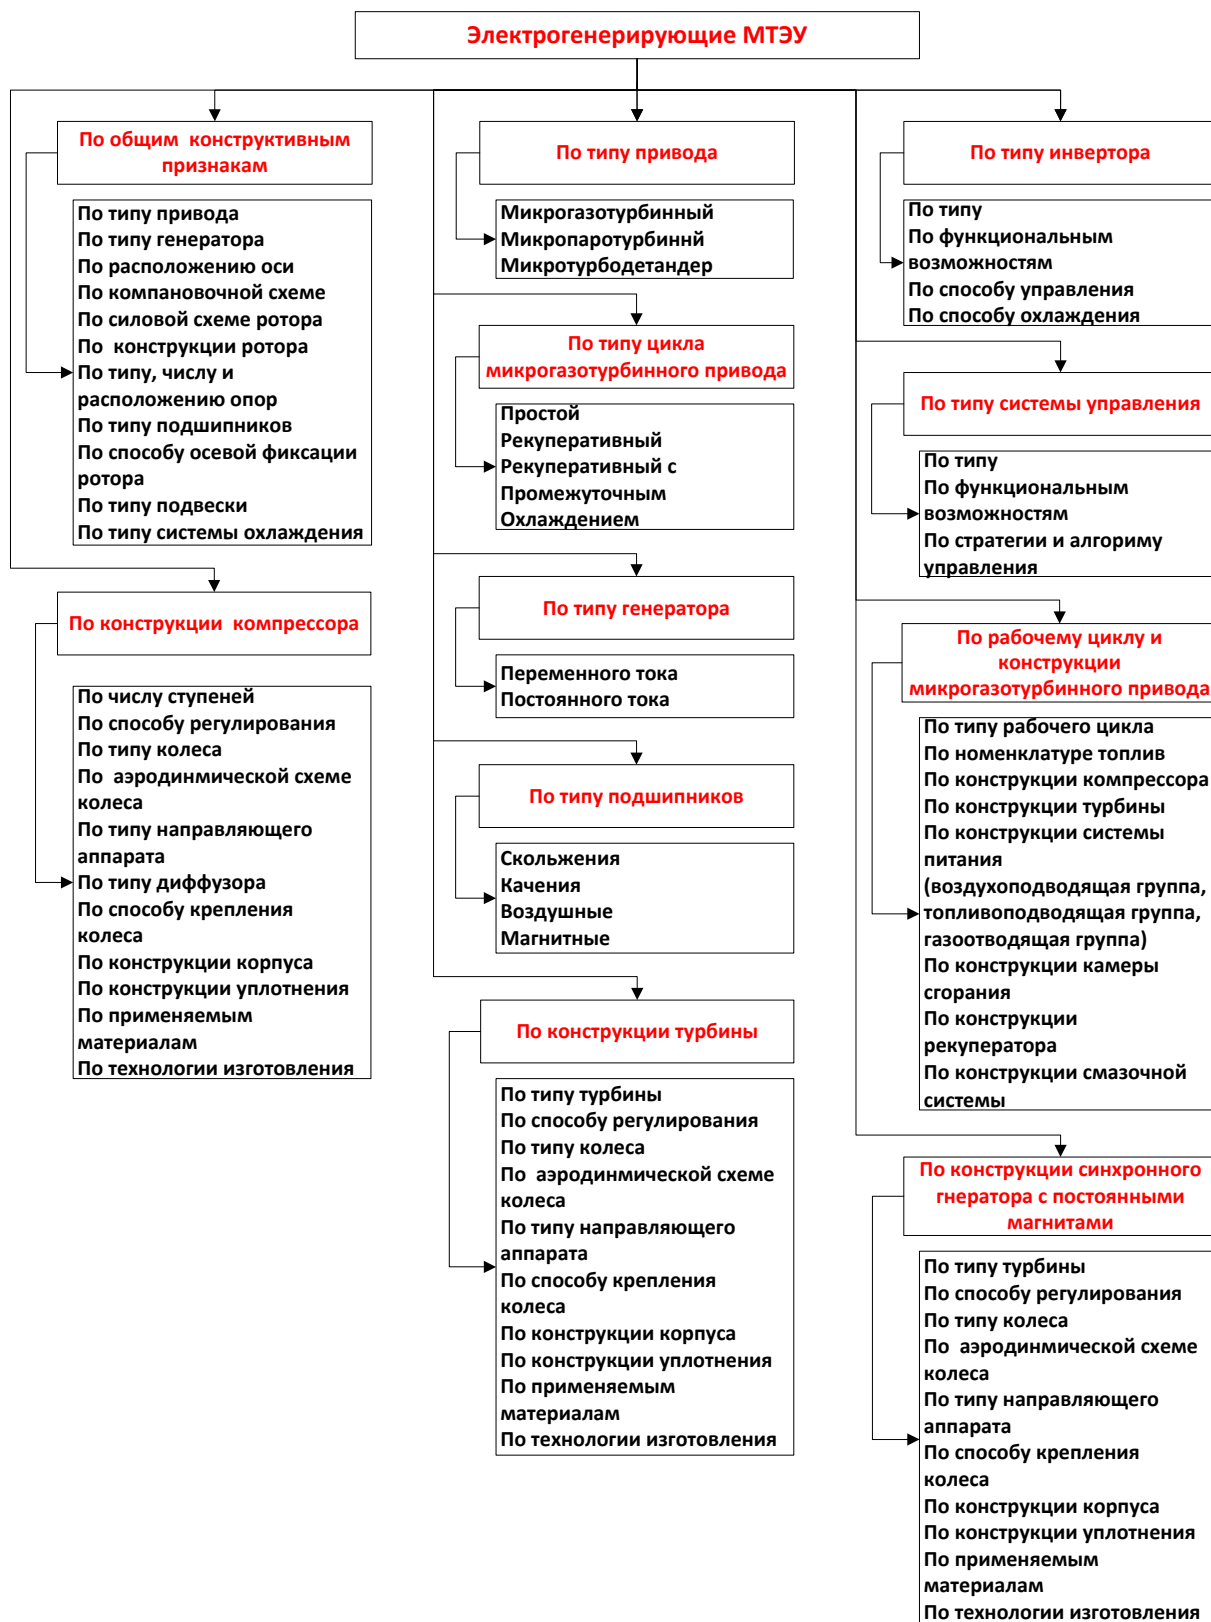 Электрогенерирующие МТЭУ
По общим конструктивным
признакам
По типу привода
По типу генератора
По расположению оси
По компановочной схеме
По силовой схеме ротора
По конструкции ротора
По типу, числу и
расположению опор
По типу подшипников
По способу осевой фиксации
ротора
По типу подвески
По типу системы охлаждения
По конструкции компрессора
По числу ступеней
По способу регулирования
По типу колеса
По аэродинмической схеме
колеса
По типу направляющего
аппарата
По типу диффузора
По способу крепления
колеса
По конструкции корпуса
По конструкции уплотнения
По применяемым
материалам
По технологии изготовления
По типу привода
Микрогазотурбинный
Микропаротурбиннй
Микротурбодетандер
По типу цикла
микрогазотурбинного привода
Простой
Рекуперативный
Рекуперативный с
Промежуточным
Охлаждением
По типу генератора
Переменного тока
Постоянного тока
По типу подшипников
Скольжения
Качения
Воздушные
Магнитные
По конструкции турбины
По типу турбины
По способу регулирования
По типу колеса
По аэродинмической схеме
колеса
По типу направляющего
аппарата
По способу крепления
колеса
По конструкции корпуса
По конструкции уплотнения
По применяемым
материалам
По технологии изготовления
По типу инвертора
По типу
По функциональным
возможностям
По способу управления
По способу охлаждения
По типу системы управления
По типу
По функциональным
возможностям
По стратегии и алгориму
управления
По рабочему циклу и
конструкции
микрогазотурбинного привода
По типу рабочего цикла
По номенклатуре топлив
По конструкции компрессора
По конструкции турбины
По конструкции системы
питания
(воздухоподводящая группа,
топливоподводящая группа,
газоотводящая группа)
По конструкции камеры
сгорания
По конструкции
рекуператора
По конструкции смазочной
системы
По конструкции синхронного
гнератора с постоянными
магнитами
По типу турбины
По способу регулирования
По типу колеса
По аэродинмической схеме
колеса
По типу направляющего
аппарата
По способу крепления
колеса
По конструкции корпуса
По конструкции уплотнения
По применяемым
материалам
По технологии изготовления